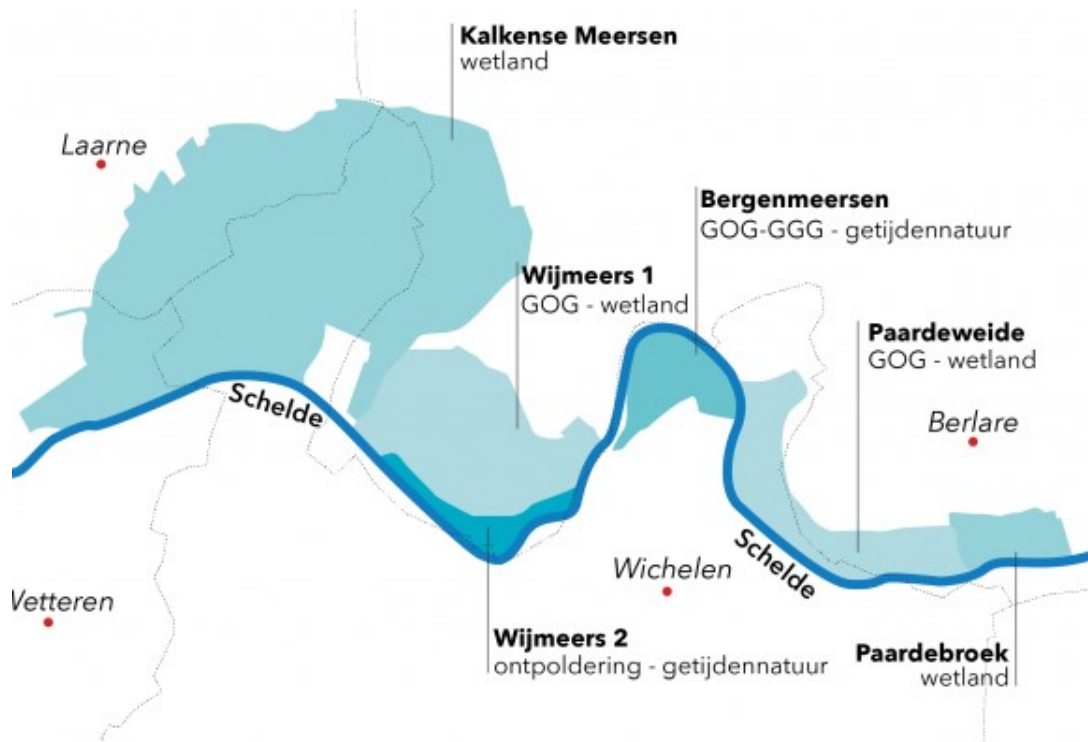 Kalkense Meersen
wetland
Laarne
Bergenmeersen
GOG-GGG - getijdennatuur
Wijmeers 1
GOG - wetland
Paardeweide
GOG - wetland
Schelde
Berlare
Schelde
Wichelen
Wetteren
Wijmeers 2
ontpoldering - getijdennatuur
Paardebroek
wetland